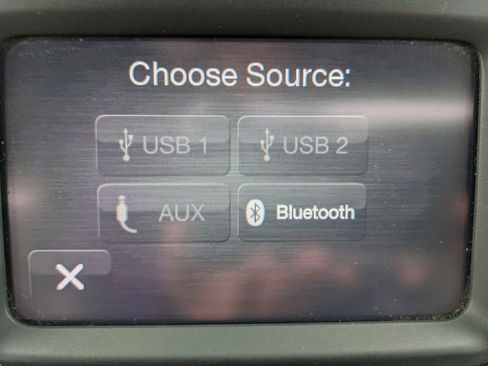 Choose Source:
USB 1
USB 2
AUX
Bluetooth